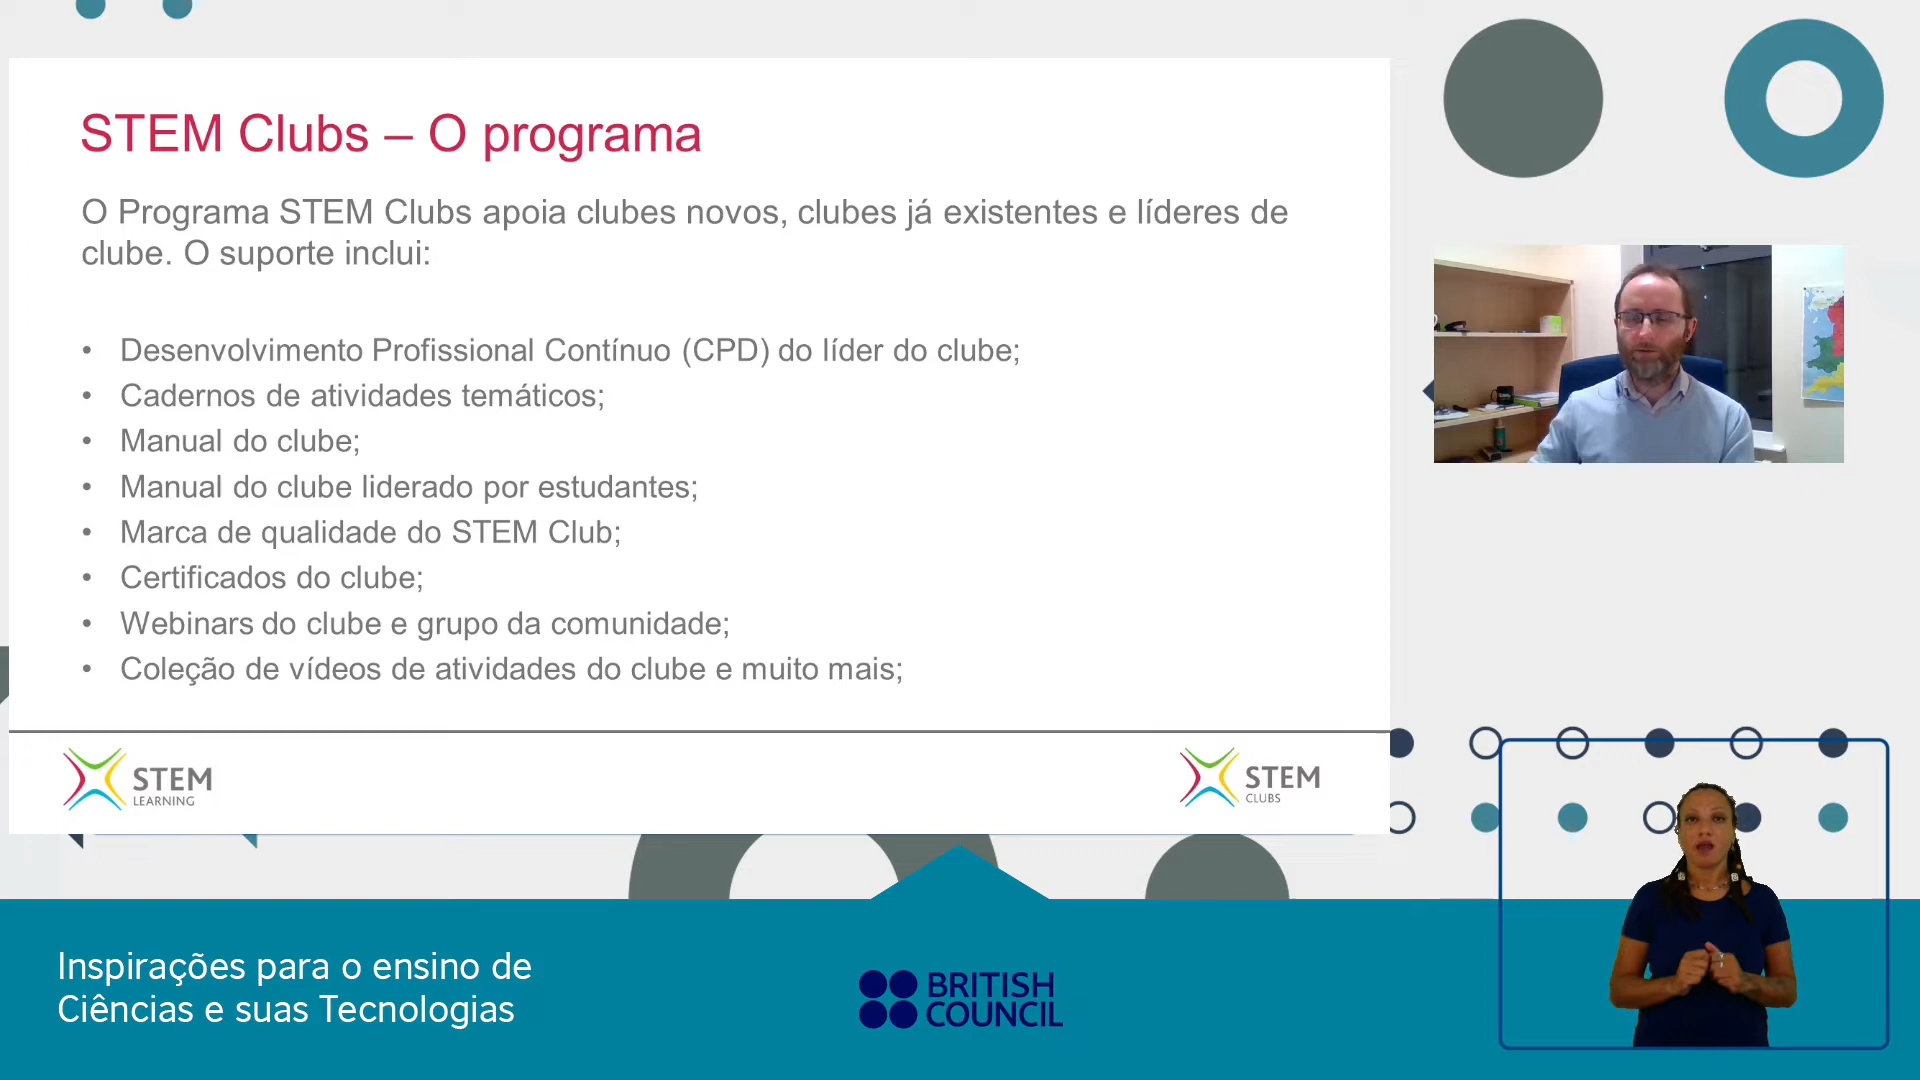 STEM Clubs – O programa
O Programa STEM Clubs apoia clubes novos, clubes já existentes e líderes de
clube. O suporte inclui:
• Desenvolvimento Profissional Contínuo (CPD) do líder do clube;
• Cadernos de atividades temáticos;
• Manual do clube;
• Manual do clube liderado por estudantes;
• Marca de qualidade do STEM Club;
• Certificados do clube;
• Webinars do clube e grupo da comunidade;
• Coleção de vídeos de atividades do clube e muito mais;
STEM
LEARNING
STEM
CLUBS
Inspirações para o ensino de
Ciências e suas Tecnologias
BRITISH
COUNCIL